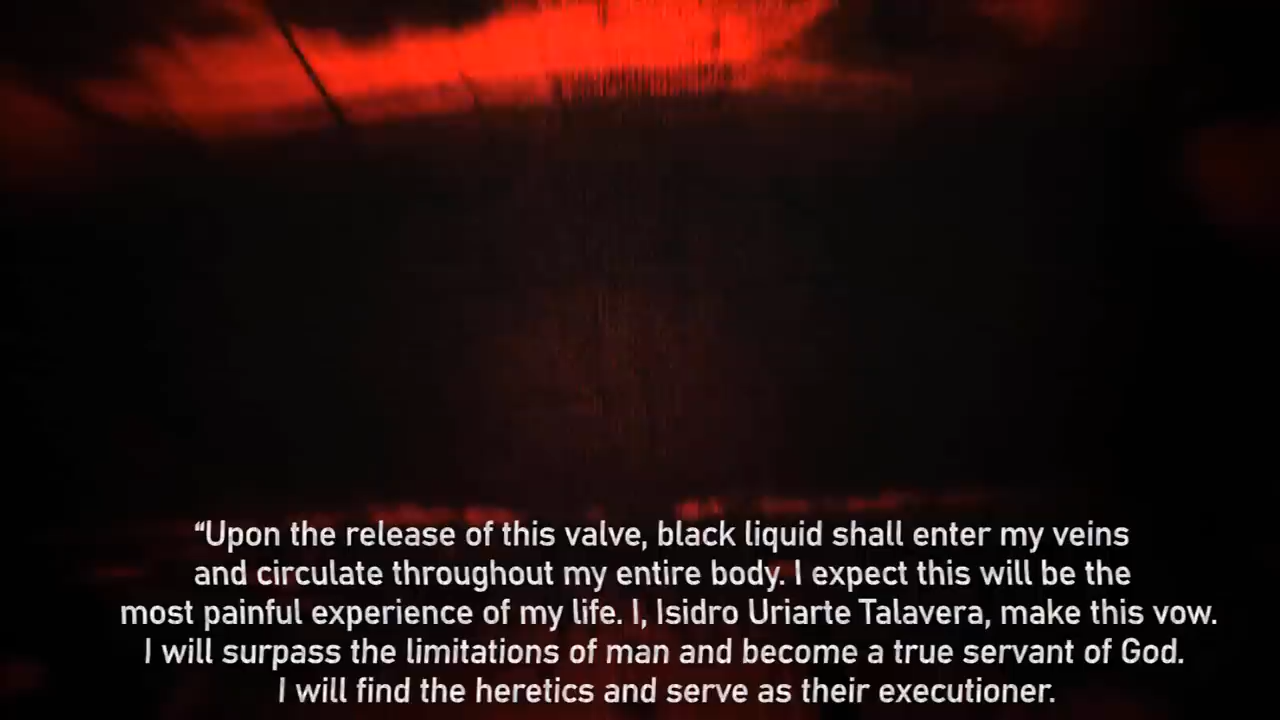 “Upon the release of this valve, black liquid shall enter my veins
and circulate throughout my entire body. I expect this will be the
most painful experience of my life. I, Isidro Uriarte Talavera, make this vow.
I will surpass the limitations of man and become a true servant of God.
I will find the heretics and serve as their executioner.